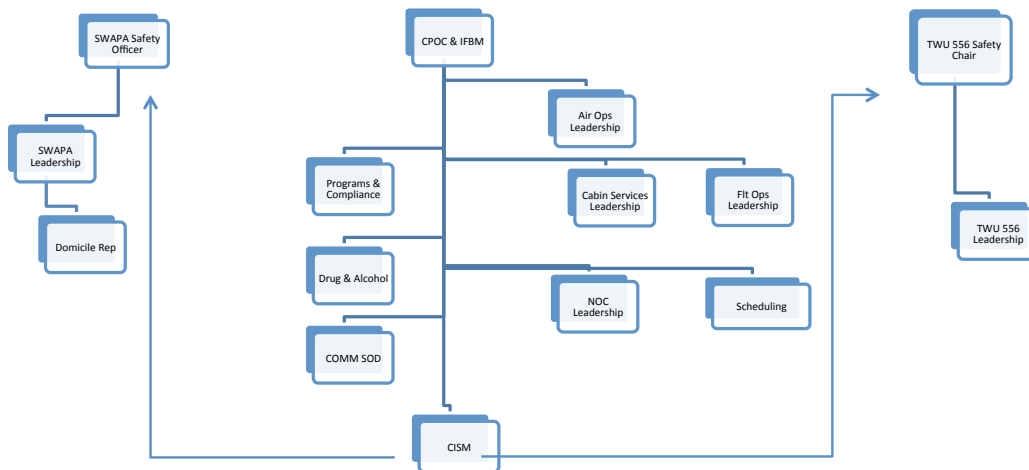 SWAPA Safety
Officer
CPOC & IFBM
TWU 556 Safety
Chair
Air Ops
Leadership
SWAPA
Leadership
Programs &
Compliance
Cabin Services
Leadership
Flt Ops
Leadership
Domicile Rep
TWU 556
Leadership
Drug & Alcohol
NOC
Leadership
Scheduling
COMM SOD
CISM